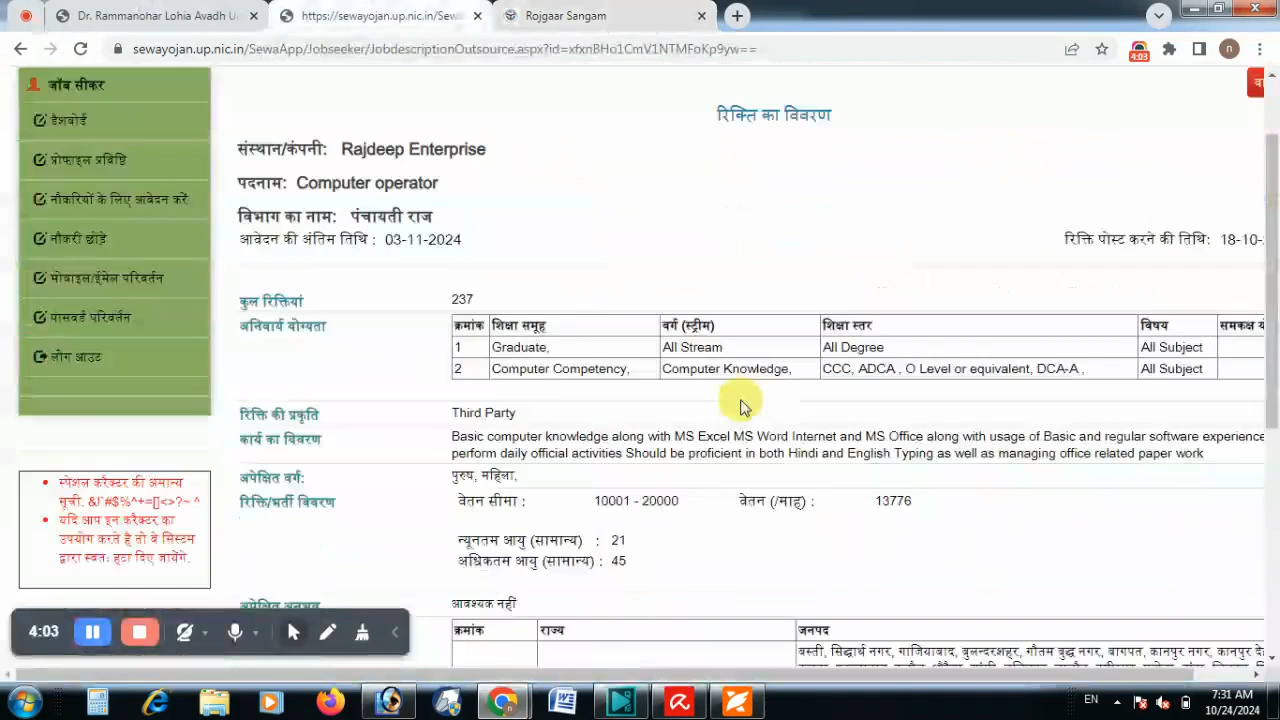 Dr. Rammanohar Lohia Avadh U
https://sewayojan.up.nic.in/Sew
Rojgaar Sangam
sewayojan.up.nic.in/SewaApp/Jobseeker/JobdescriptionOutsource.aspx?id=xfxnBHo1CmV1NTMFoKp9yw==
4:03
n
जॉब सीकर
डैशबोर्ड
प्रोफाइल प्रविष्टि
नौकरियों के लिए आवेदन करें
नौकरी छोड़े
मोबाइल/ईमेल परिवर्तन
पासवर्ड परिवर्तन
लोग आउट
स्पेशल करैक्टर की अमान्य
सूची. &!`#$%^+=[]<>?~ ^
यदि आप इन करैक्टर का
उपयोग करते है तो वे सिस्टम
द्वारा स्वतः हटा दिए जायेंगे.
रिक्ति का विवरण
संस्थान/कंपनी: Rajdeep Enterprise
पदनाम: Computer operator
विभाग का नाम: पंचायती राज
आवेदन की अंतिम तिथि : 03-11-2024 रिक्ति पोस्ट करने की तिथि: 18-10-
कुल रिक्तियां 237
अनिवार्य योग्यता
क्रमांक शिक्षा समूह वर्ग (स्ट्रीम) शिक्षा स्तर विषय समकक्ष
1 Graduate, All Stream All Degree All Subject
2 Computer Competency, Computer Knowledge, CCC, ADCA , O Level or equivalent, DCA-A , All Subject
रिक्ति की प्रकृति Third Party
कार्य का विवरण Basic computer knowledge along with MS Excel MS Word Internet and MS Office along with usage of Basic and regular software experience
perform daily official activities Should be proficient in both Hindi and English Typing as well as managing office related paper work
अपेक्षित वर्ग: पुरुष, महिला,
रिक्ति/भर्ती विवरण वेतन सीमा : 10001 - 20000 वेतन (/माह) : 13776
न्यूनतम आयु (सामान्य) : 21
अधिकतम आयु (सामान्य) : 45
अपेक्षित अनुभव आवश्यक नहीं
क्रमांक राज्य जनपद
बस्ती, सिद्धार्थ नगर, गाजियाबाद, बुलन्दरशहर, गौतम बुद्ध नगर, बागपत, कानपुर नगर, कानपुर दे
4:03
EN
7:31 AM
10/24/2024